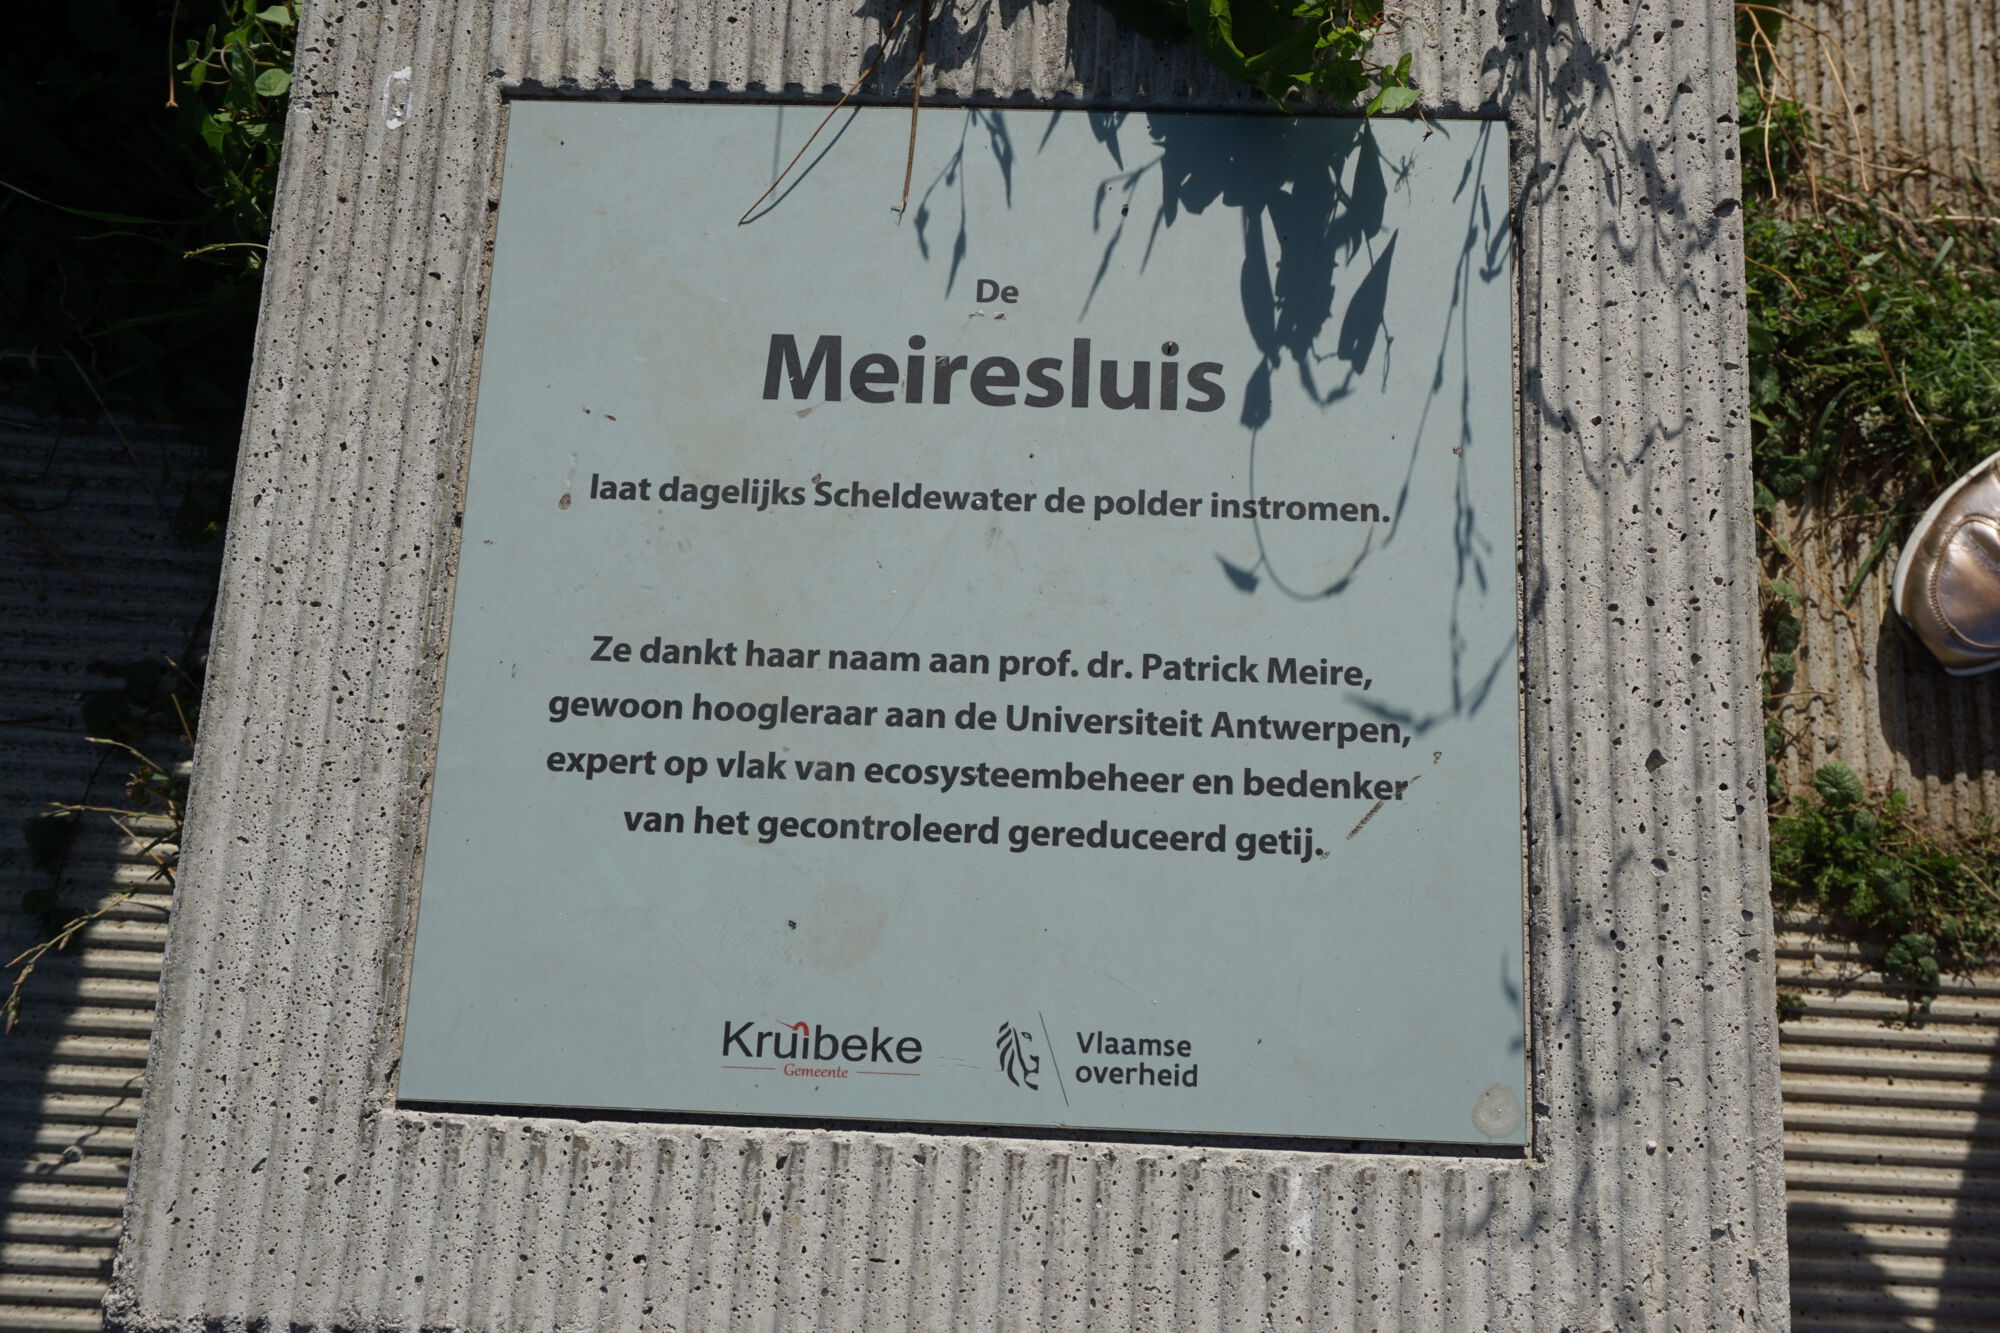 De
Meiresluis
laat dagelijks Scheldewater de polder instromen.
Ze dankt haar naam aan prof. dr. Patrick Meire,
gewoon hoogleraar aan de Universiteit Antwerpen,
expert op vlak van ecosysteembeheer en bedenker
van het gecontroleerd gereduceerd getij.
Kruibeke
Gemeente
Vlaamse
overheid